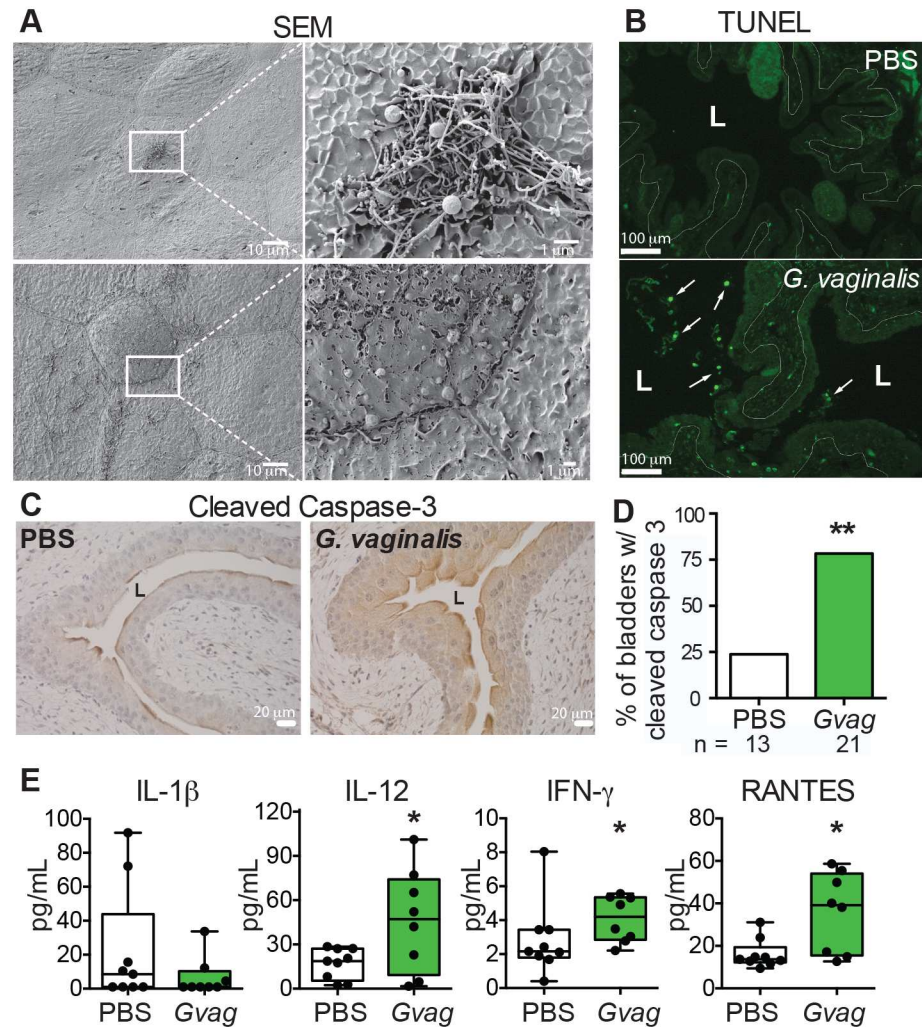 A
SEM
10 μm
1 μm
10 μm
1 μm
B
TUNEL
PBS
L
100 μm
G. vaginalis
L
L
100 μm
C
Cleaved Caspase-3
PBS
L
20 μm
G. vaginalis
L
20 μm
D
% of bladders w/
cleaved caspase 3
100
75
50
25
0
**
PBS
Gvag
n = 13 21
E
IL-1β
pg/mL
100
80
60
40
20
0
PBS
Gvag
IL-12
pg/mL
120
90
60
30
0
*
PBS
Gvag
IFN-γ
pg/mL
8
6
4
2
0
*
PBS
Gvag
RANTES
pg/mL
80
60
40
20
0
*
PBS
Gvag